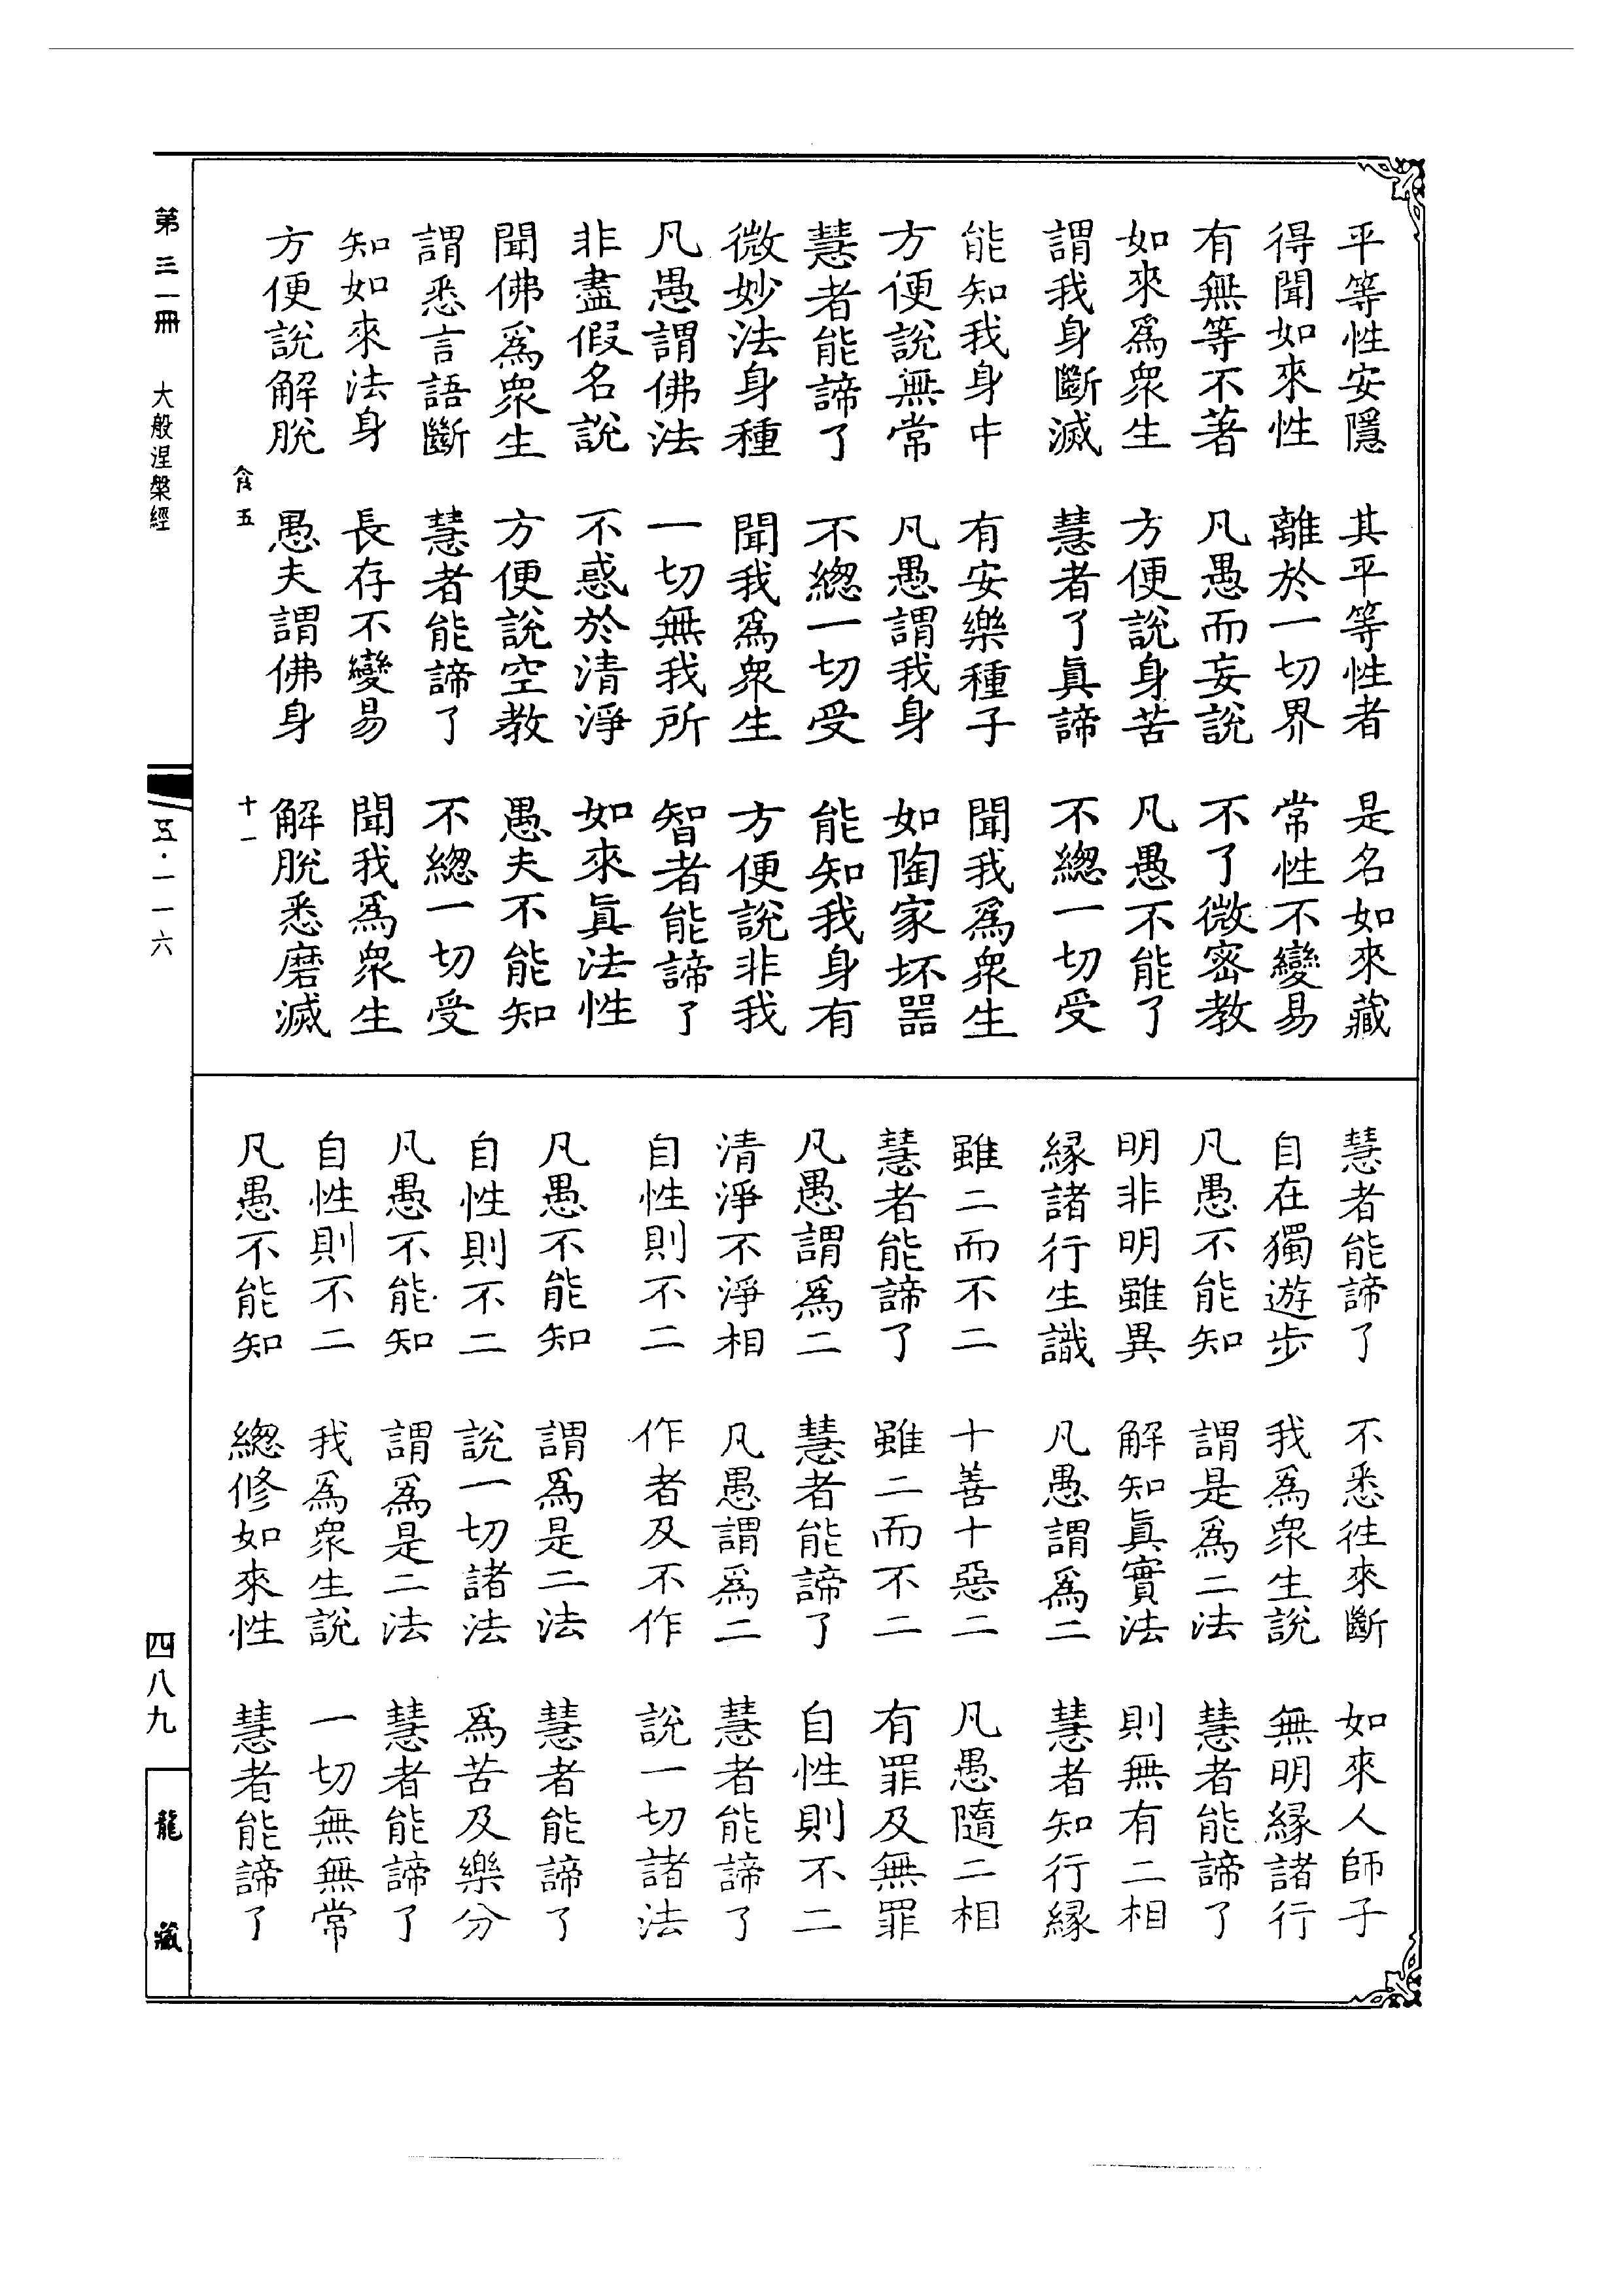 平等性安隱　其平等性者　是名如來藏
得聞如來性　離於一切界　常性不變易
有無等不著　凡愚而妄說　不了微密教
如來爲衆生　方便說身苦　凡愚不能了
謂我身斷滅　慧者了眞諦　不緫一切受
能知我身中　有安樂種子　聞我爲衆生
方便說無常　凡愚謂我身　如陶家坏器
慧者能諦了　不緫一切受　能知我身有
微妙法身種　聞我爲衆生　方便說非我
凡愚謂佛法　一切無我所　智者能諦了
非盡假名說　不惑於清淨　如來眞法性
聞佛爲衆生　方便說空教　愚夫不能知
謂悉言語斷　慧者能諦了　不緫一切受
知如來法身　長存不變易　聞我爲衆生
方便說解脫　愚夫謂佛身　解脫悉磨滅
食五　十一
慧者能諦了　不悉往來斷　如來人師子
自在獨遊步　我爲衆生說　無明緣諸行
凡愚不能知　謂是爲二法　慧者能諦了
明非明雖異　解知眞實法　則無有二相
緣諸行生識　凡愚謂爲二　慧者知行緣
雖二而不二　十善十惡二　凡愚隨二相
慧者能諦了　雖二而不二　有罪及無罪
凡愚謂爲二　慧者能諦了　自性則不二
清淨不淨相　凡愚謂爲二　慧者能諦了
自性則不二　作者及不作　說一切諸法
凡愚不能知　謂爲是二法　慧者能諦了
自性則不二　說一切諸法　爲苦及樂分
凡愚不能知　謂爲是二法　慧者能諦了
自性則不二　我爲衆生說　一切無無常
凡愚不能知　緫修如來性　慧者能諦了
第三一冊　大般涅槃經　五·一一六　四八九　龍藏